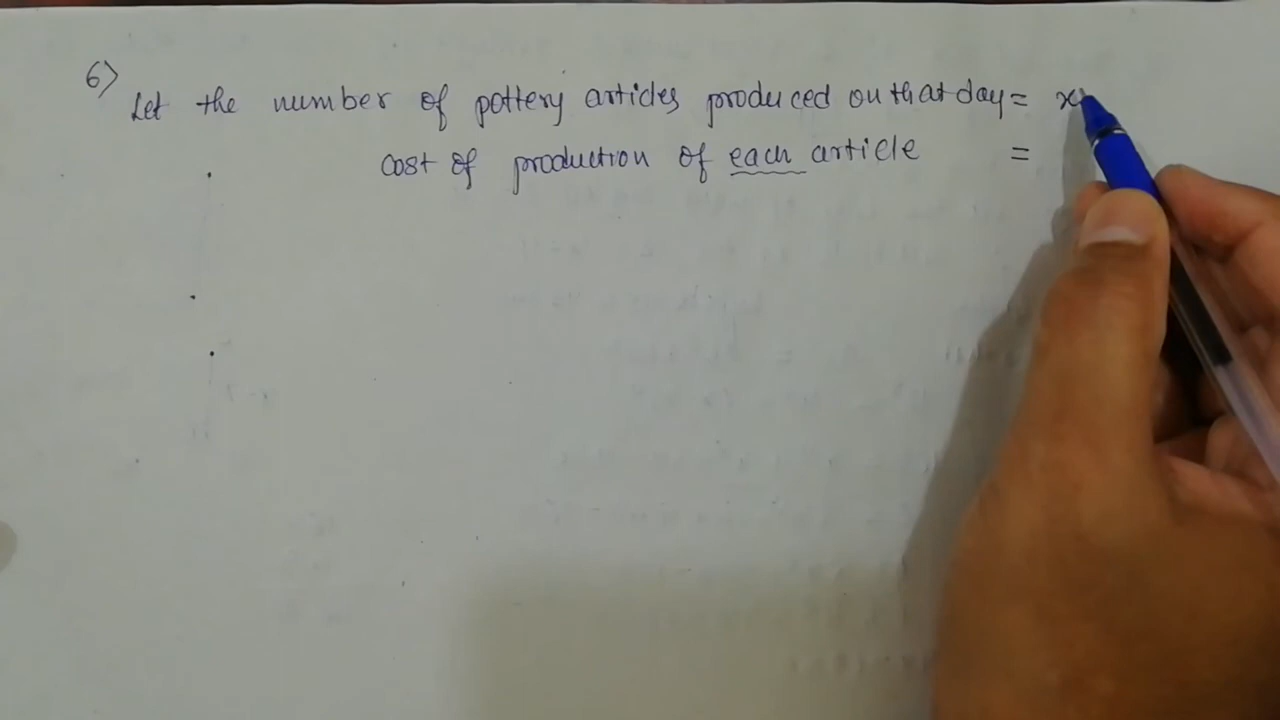 6)
Let the number of pottery articles produced on that day = x
cost of production of each article =